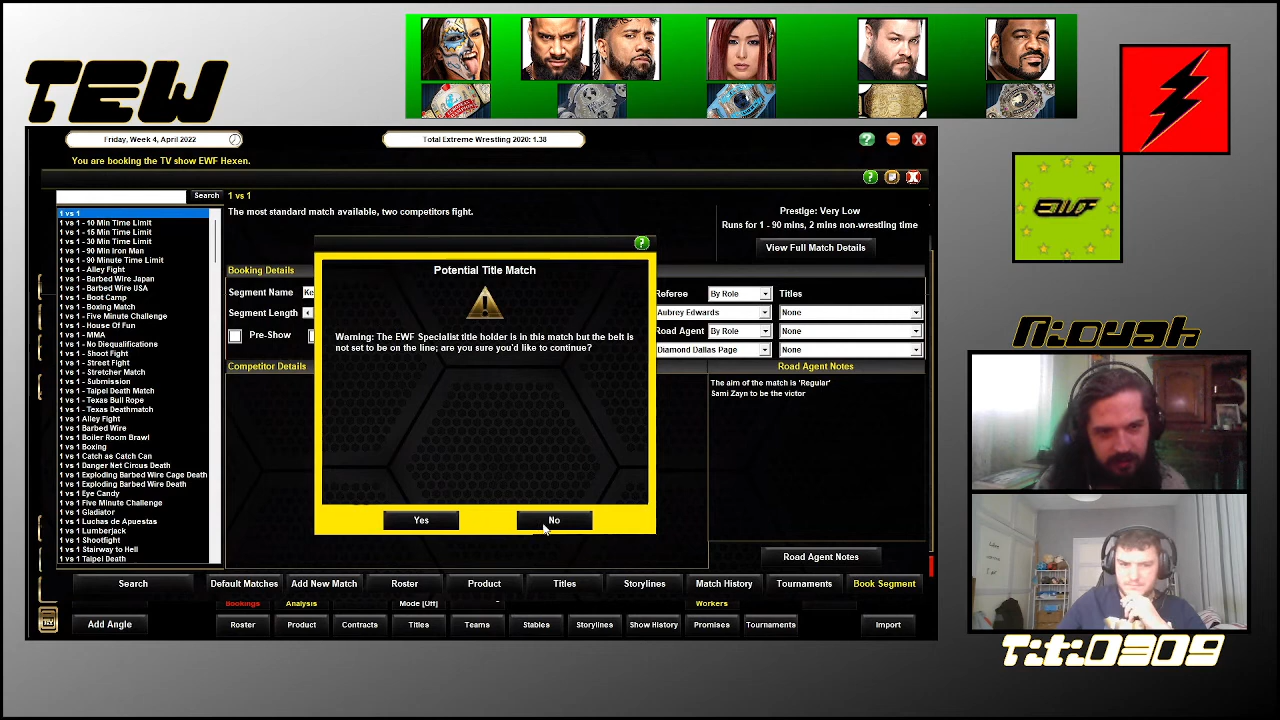 TEW
Friday, Week 4, April 2022
Total Extreme Wrestling 2020: 1.38
You are booking the TV show EWF Hexen.
Search
1 vs 1
The most standard match available, two competitors fight.
Prestige: Very Low
Runs for 1 - 90 mins, 2 mins non-wrestling time
View Full Match Details
1 vs 1
1 vs 1 - 10 Min Time Limit
1 vs 1 - 15 Min Time Limit
1 vs 1 - 30 Min Time Limit
1 vs 1 - 90 Min Iron Man
1 vs 1 - 90 Minute Time Limit
1 vs 1 - Alley Fight
1 vs 1 - Barbed Wire Japan
1 vs 1 - Barbed Wire USA
1 vs 1 - Boot Camp
1 vs 1 - Boxing Match
1 vs 1 - Five Minute Challenge
1 vs 1 - House Of Fun
1 vs 1 - MMA
1 vs 1 - No Disqualifications
1 vs 1 - Shoot Fight
1 vs 1 - Street Fight
1 vs 1 - Stretcher Match
1 vs 1 - Submission
1 vs 1 - Taipei Death Match
1 vs 1 - Texas Bull Rope
1 vs 1 - Texas Deathmatch
1 vs 1 Alley Fight
1 vs 1 Barbed Wire
1 vs 1 Boiler Room Brawl
1 vs 1 Boxing
1 vs 1 Catch as Catch Can
1 vs 1 Danger Net Circus Death
1 vs 1 Exploding Barbed Wire Cage Death
1 vs 1 Exploding Barbed Wire Death
1 vs 1 Eye Candy
1 vs 1 Five Minute Challenge
1 vs 1 Gladiator
1 vs 1 Luchas de Apuestas
1 vs 1 Lumberjack
1 vs 1 Shootfight
1 vs 1 Stairway to Hell
1 vs 1 Taipei Death
Booking Details
Segment Name
Segment Length
Pre-Show
Competitor Details
Potential Title Match
Warning: The EWF Specialist title holder is in this match but the belt is
not set to be on the line; are you sure you'd like to continue?
Yes
No
Referee
By Role
Titles
Aubrey Edwards
None
Road Agent
By Role
None
Diamond Dallas Page
None
Road Agent Notes
The aim of the match is 'Regular'
Sami Zayn to be the victor
Road Agent Notes
Search
Default Matches
Add New Match
Roster
Product
Titles
Storylines
Match History
Tournaments
Book Segment
Bookings
Analysis
Mode [Off]
Workers
Add Angle
Roster
Product
Contracts
Titles
Teams
Stables
Storylines
Show History
Promises
Tournaments
Import
EWF
T:t:0309